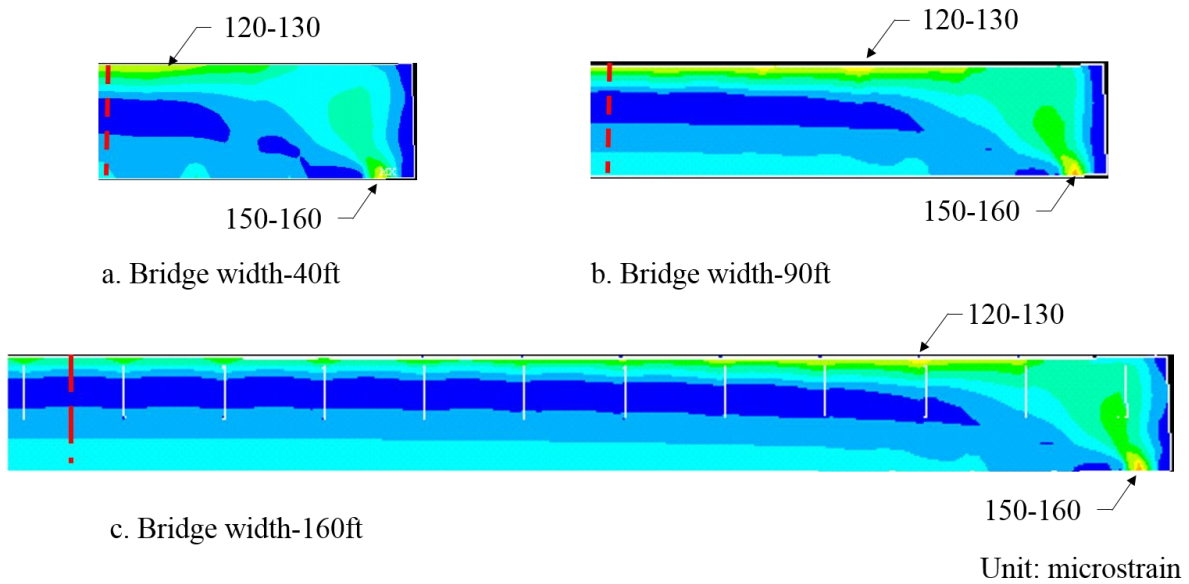 120-130
120-130
150-160
150-160
a. Bridge width-40ft
b. Bridge width-90ft
120-130
150-160
c. Bridge width-160ft
Unit: microstrain